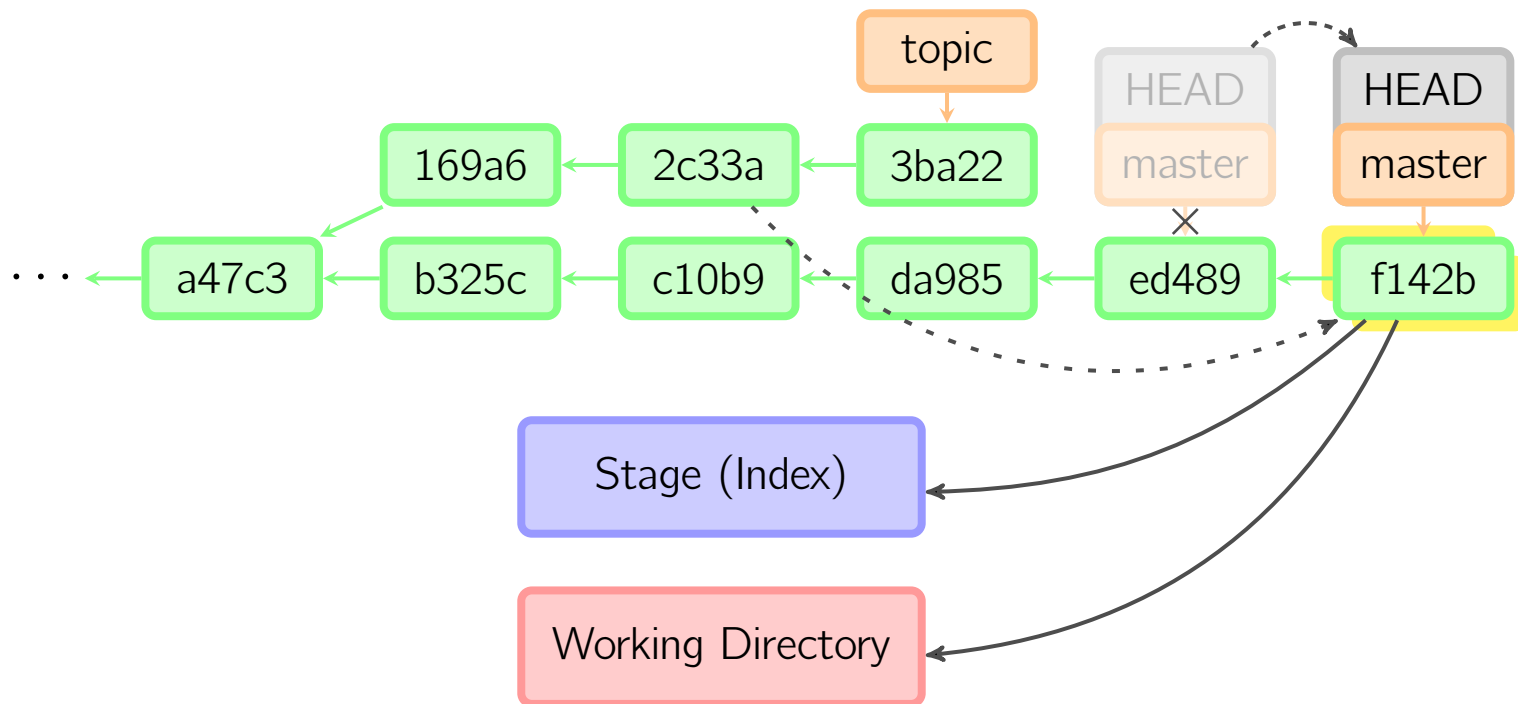 topic
HEAD
HEAD
169a6
2c33a
3ba22
master
master
...
a47c3
b325c
c10b9
da985
ed489
f142b
Stage (Index)
Working Directory